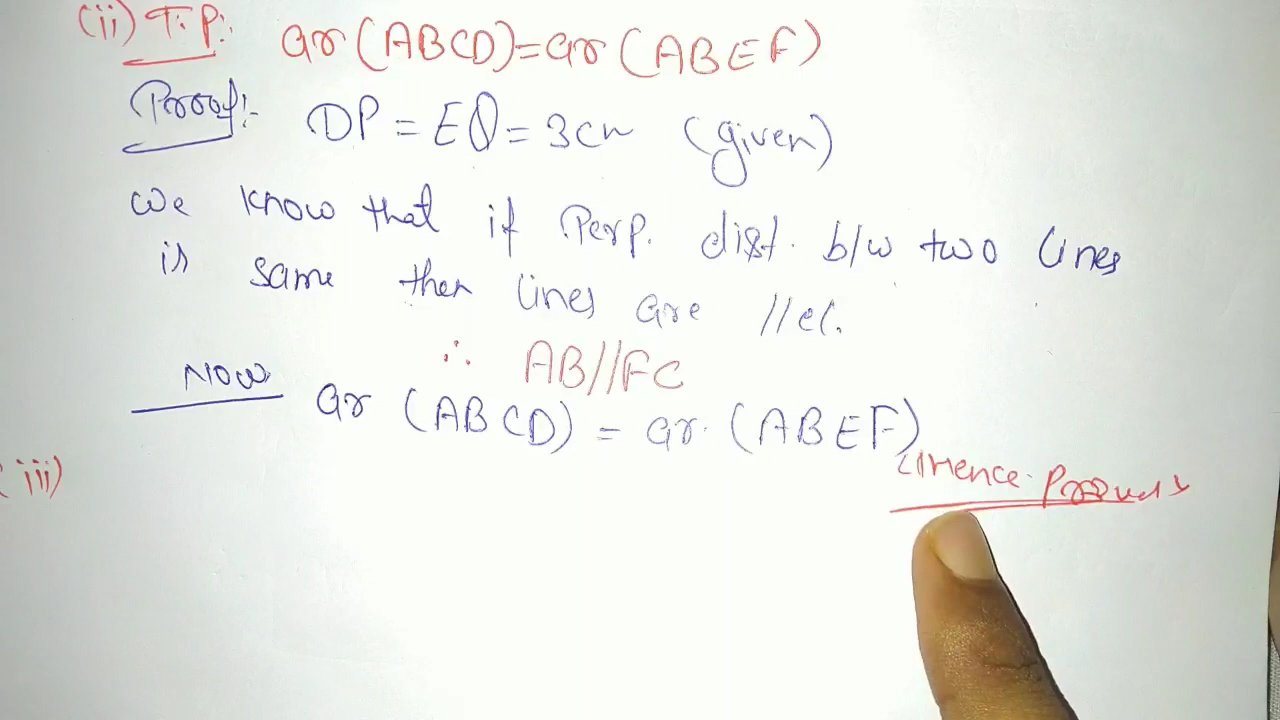 (ii) T.P:- ar (ABCD)=ar (ABEF)
Proof:- DP = EQ = 3cm (given)
We know that if Perp. dist. b/w two lines
is same then lines are //el.
∴ AB//FC
Now ar (ABCD) = ar. (ABEF)
Hence Proved
(iii)